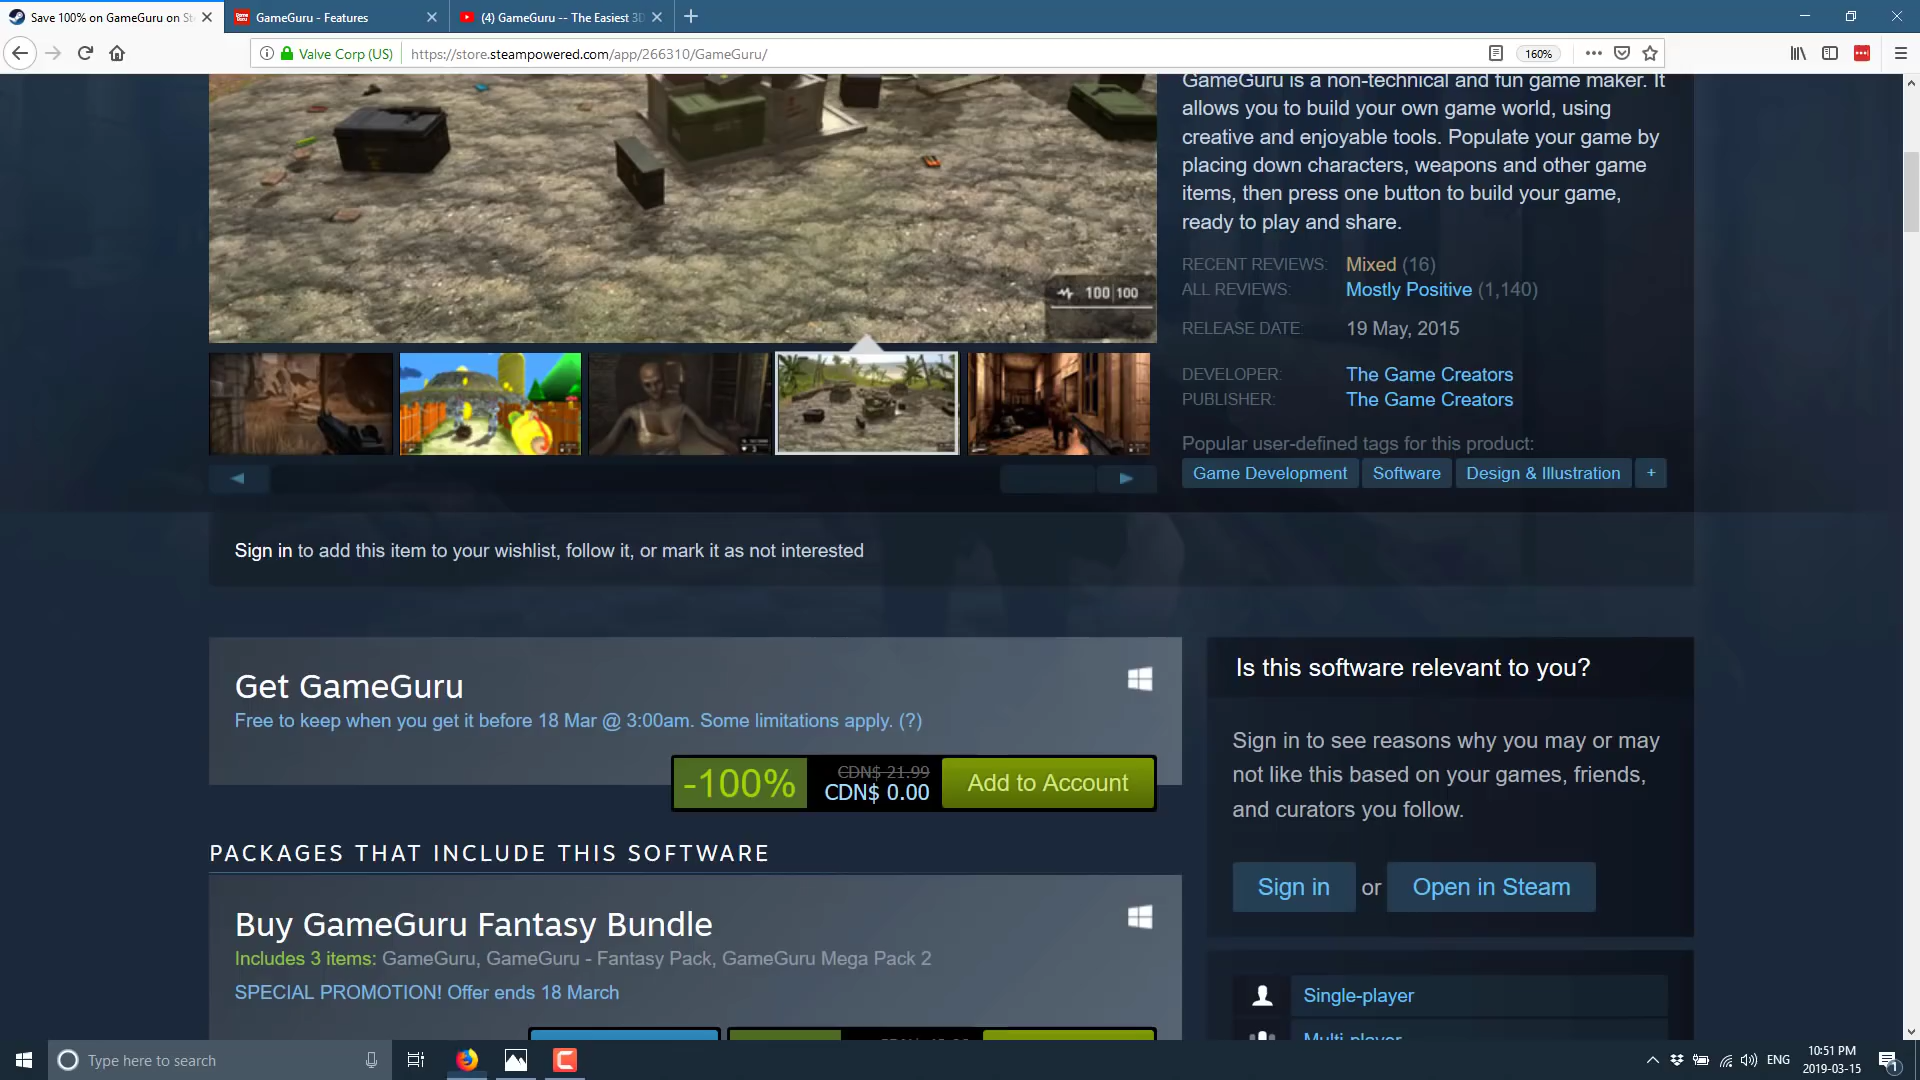 Save 100% on GameGuru on St
GameGuru - Features
(4) GameGuru -- The Easiest 3D
Valve Corp (US)
https://store.steampowered.com/app/266310/GameGuru/
160%
GameGuru is a non-technical and fun game maker. It
allows you to build your own game world, using
creative and enjoyable tools. Populate your game by
placing down characters, weapons and other game
items, then press one button to build your game,
ready to play and share.
100|100
RECENT REVIEWS: Mixed (16)
ALL REVIEWS: Mostly Positive (1,140)
RELEASE DATE: 19 May, 2015
DEVELOPER: The Game Creators
PUBLISHER: The Game Creators
Popular user-defined tags for this product:
Game Development Software Design & Illustration +
Sign in to add this item to your wishlist, follow it, or mark it as not interested
Get GameGuru
Free to keep when you get it before 18 Mar @ 3:00am. Some limitations apply. (?)
-100%
CDN$ 21.99
CDN$ 0.00
Add to Account
Is this software relevant to you?
Sign in to see reasons why you may or may
not like this based on your games, friends,
and curators you follow.
Sign in or Open in Steam
PACKAGES THAT INCLUDE THIS SOFTWARE
Buy GameGuru Fantasy Bundle
Includes 3 items: GameGuru, GameGuru - Fantasy Pack, GameGuru Mega Pack 2
SPECIAL PROMOTION! Offer ends 18 March
Single-player
Multi-player
Type here to search
ENG
10:51 PM
2019-03-15
1